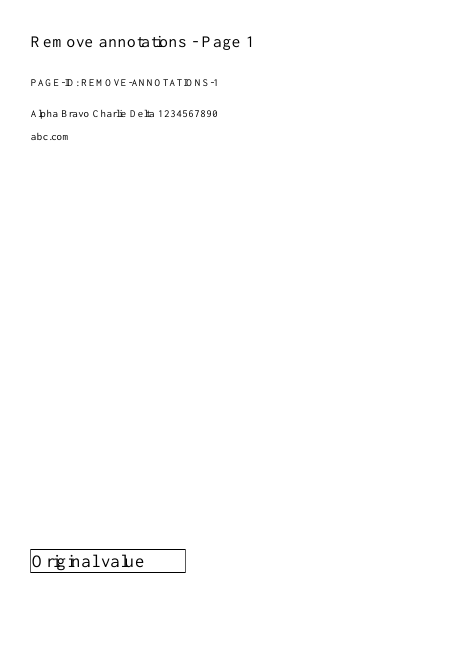 Remove annotations - Page 1
PAGE-ID: REMOVE-ANNOTATIONS-1
Alpha Bravo Charlie Delta 1234567890
abc.com
Original value